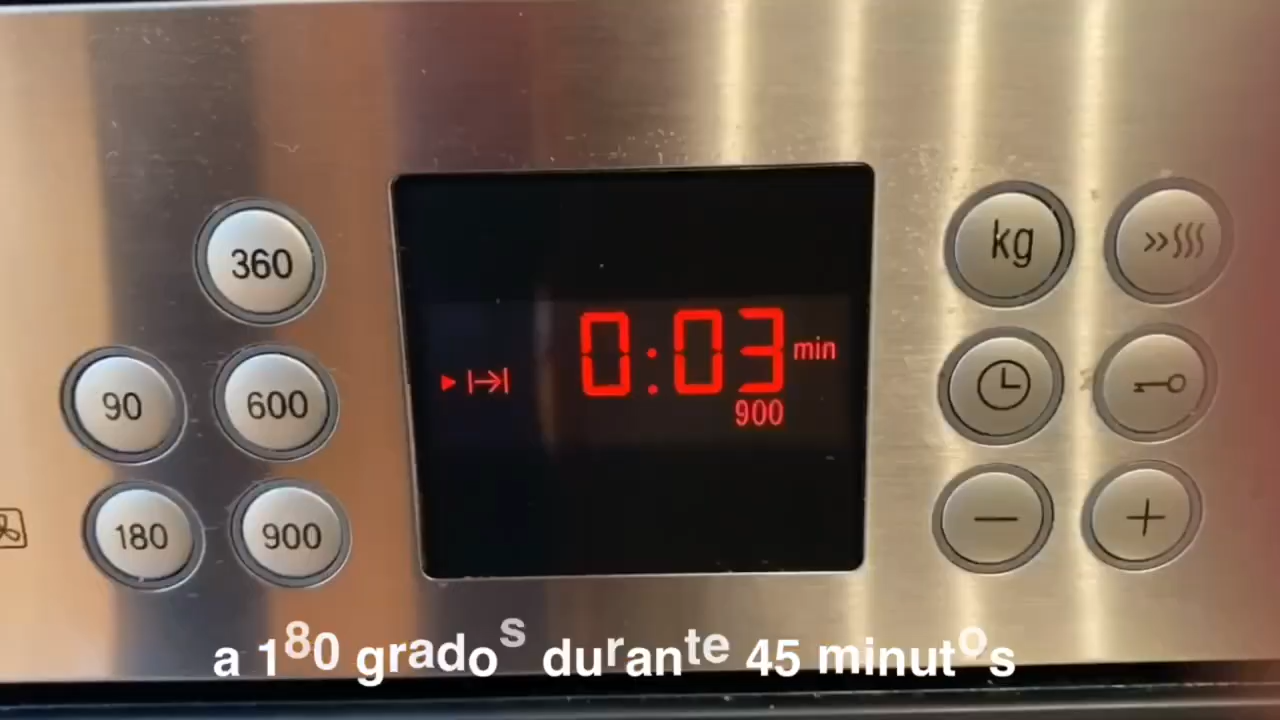 360
90
600
180
900
0:03 min
900
kg
a 180 grados durante 45 minutos